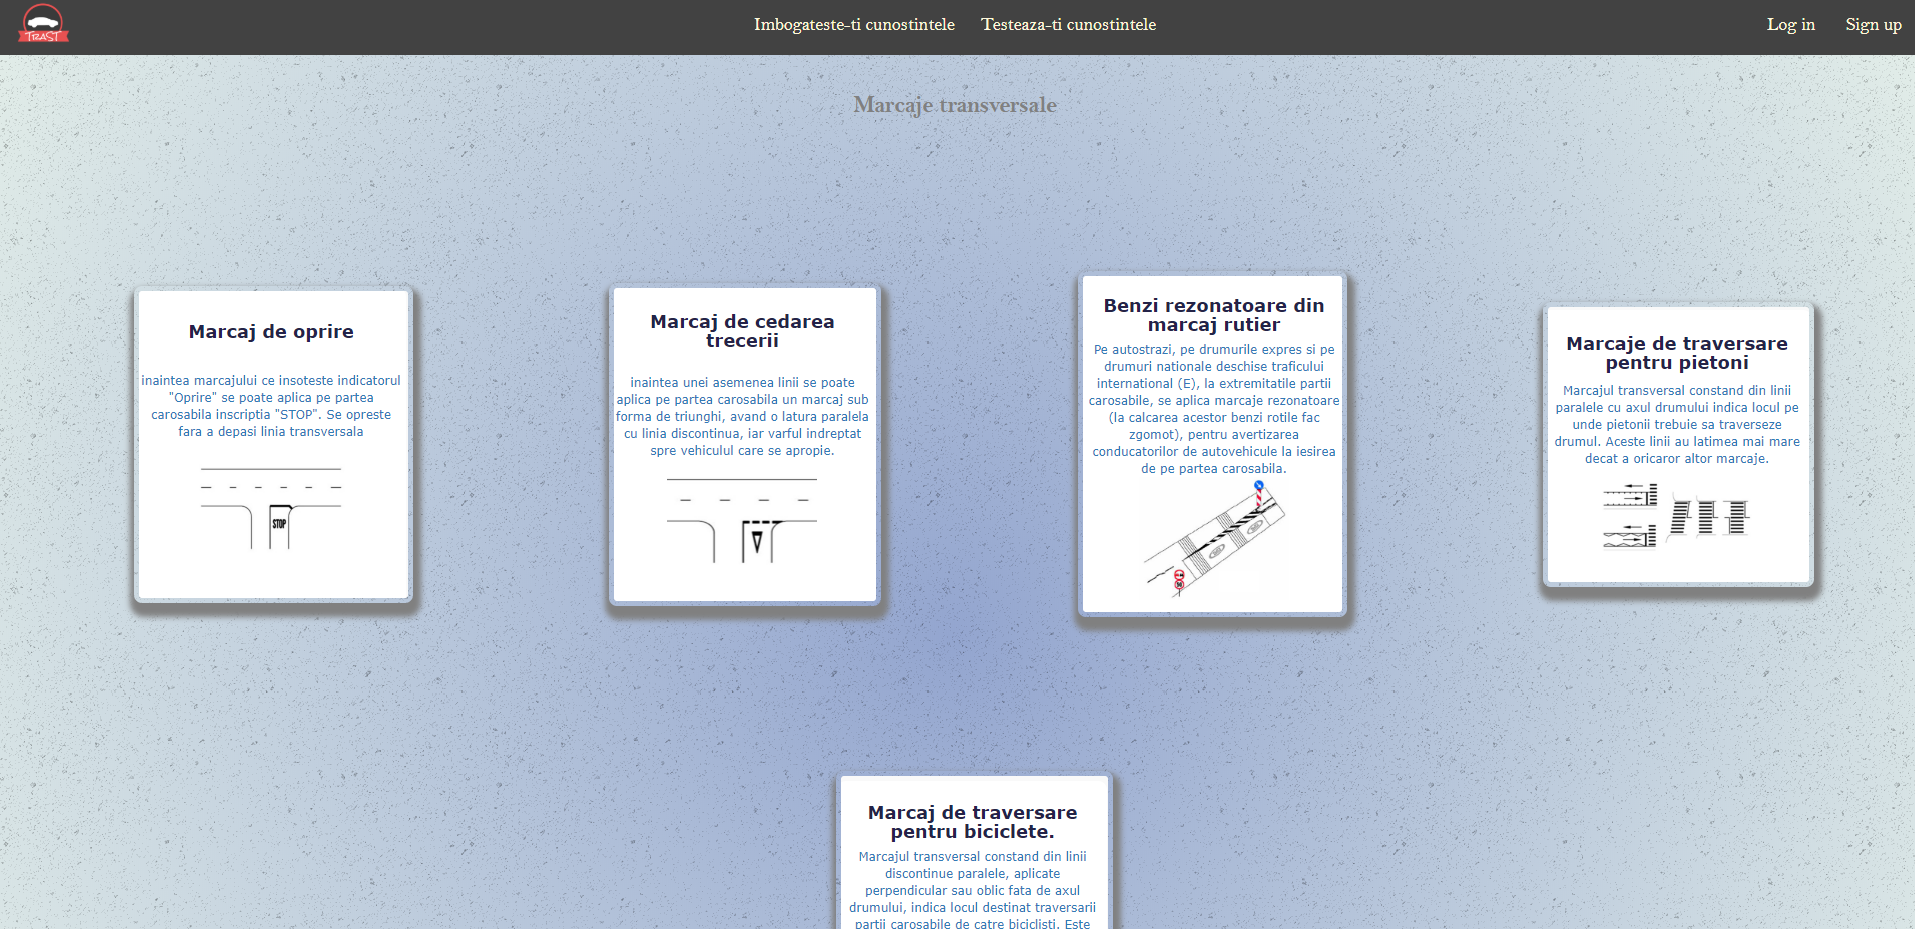 TRAST
Imbogateste-ti cunostintele
Testeaza-ti cunostintele
Log in
Sign up
Marcaje transversale
Marcaj de oprire
inaintea marcajului ce insoteste indicatorul
"Oprire" se poate aplica pe partea
carosabila inscriptia "STOP". Se opreste
fara a depasi linia transversala
STOP
Marcaj de cedarea
trecerii
inaintea unei asemenea linii se poate
aplica pe partea carosabila un marcaj sub
forma de triunghi, avand o latura paralela
cu linia discontinua, iar varful indreptat
spre vehiculul care se apropie.
Benzi rezonatoare din
marcaj rutier
Pe autostrazi, pe drumurile expres si pe
drumuri nationale deschise traficului
international (E), la extremitatile partii
carosabile, se aplica marcaje rezonatoare
(la calcarea acestor benzi rotile fac
zgomot), pentru avertizarea
conducatorilor de autovehicule la iesirea
de pe partea carosabila.
Marcaje de traversare
pentru pietoni
Marcajul transversal constand din linii
paralele cu axul drumului indica locul pe
unde pietonii trebuie sa traverseze
drumul. Aceste linii au latimea mai mare
decat a oricaror altor marcaje.
Marcaj de traversare
pentru biciclete.
Marcajul transversal constand din linii
discontinue paralele, aplicate
perpendicular sau oblic fata de axul
drumului, indica locul destinat traversarii
partii carosabile de catre biciclisti. Este